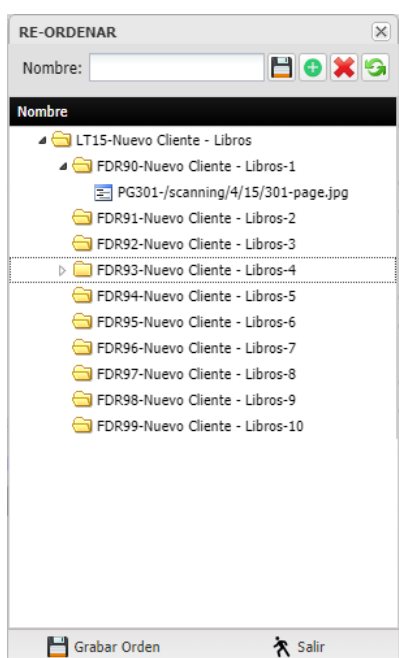 RE-ORDENAR
Nombre:
Nombre
LT15-Nuevo Cliente - Libros
FDR90-Nuevo Cliente - Libros-1
PG301-/scanning/4/15/301-page.jpg
FDR91-Nuevo Cliente - Libros-2
FDR92-Nuevo Cliente - Libros-3
FDR93-Nuevo Cliente - Libros-4
FDR94-Nuevo Cliente - Libros-5
FDR95-Nuevo Cliente - Libros-6
FDR96-Nuevo Cliente - Libros-7
FDR97-Nuevo Cliente - Libros-8
FDR98-Nuevo Cliente - Libros-9
FDR99-Nuevo Cliente - Libros-10
Grabar Orden Salir